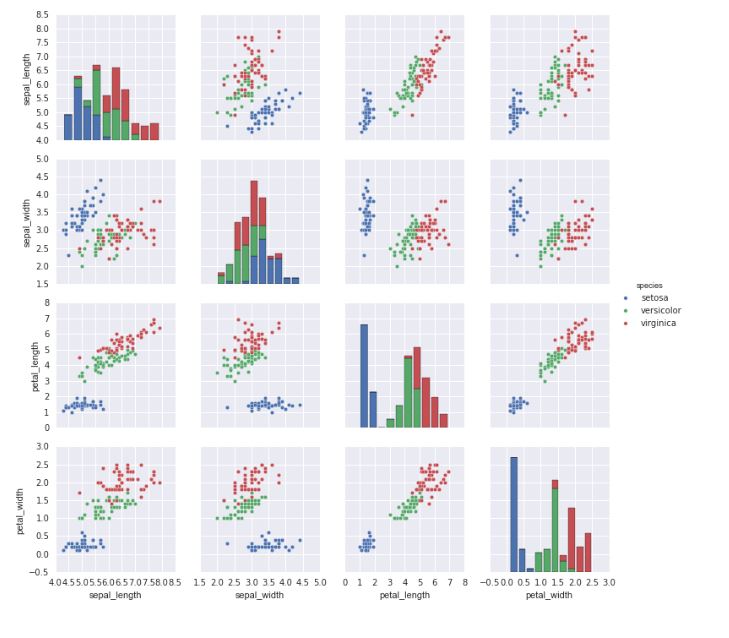 8.5
8.0
7.5
7.0
6.5
6.0
5.5
5.0
4.5
4.0
sepal_length
5.0
4.5
4.0
3.5
3.0
2.5
2.0
1.5
sepal_width
species
setosa
versicolor
virginica
8
7
6
5
4
3
2
1
0
petal_length
3.0
2.5
2.0
1.5
1.0
0.5
0.0
−0.5
petal_width
4.0 4.5 5.0 5.5 6.0 6.5 7.0 7.5 8.0 8.5
1.5 2.0 2.5 3.0 3.5 4.0 4.5 5.0
0 1 2 3 4 5 6 7 8
−0.5 0.0 0.5 1.0 1.5 2.0 2.5 3.0
sepal_length
sepal_width
petal_length
petal_width